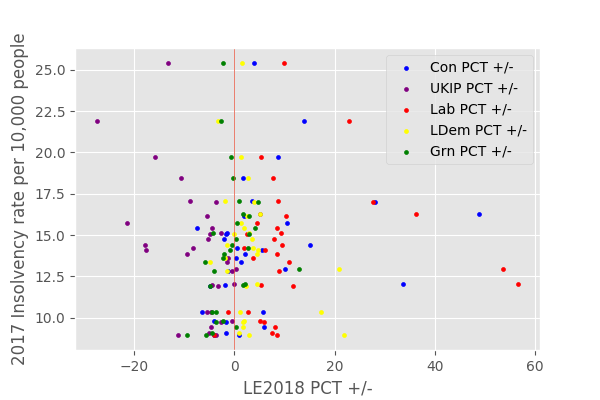 2017 Insolvency rate per 10,000 people
25.0
22.5
20.0
17.5
15.0
12.5
10.0
Con PCT +/-
UKIP PCT +/-
Lab PCT +/-
LDem PCT +/-
Grn PCT +/-
−20 0 20 40 60
LE2018 PCT +/-